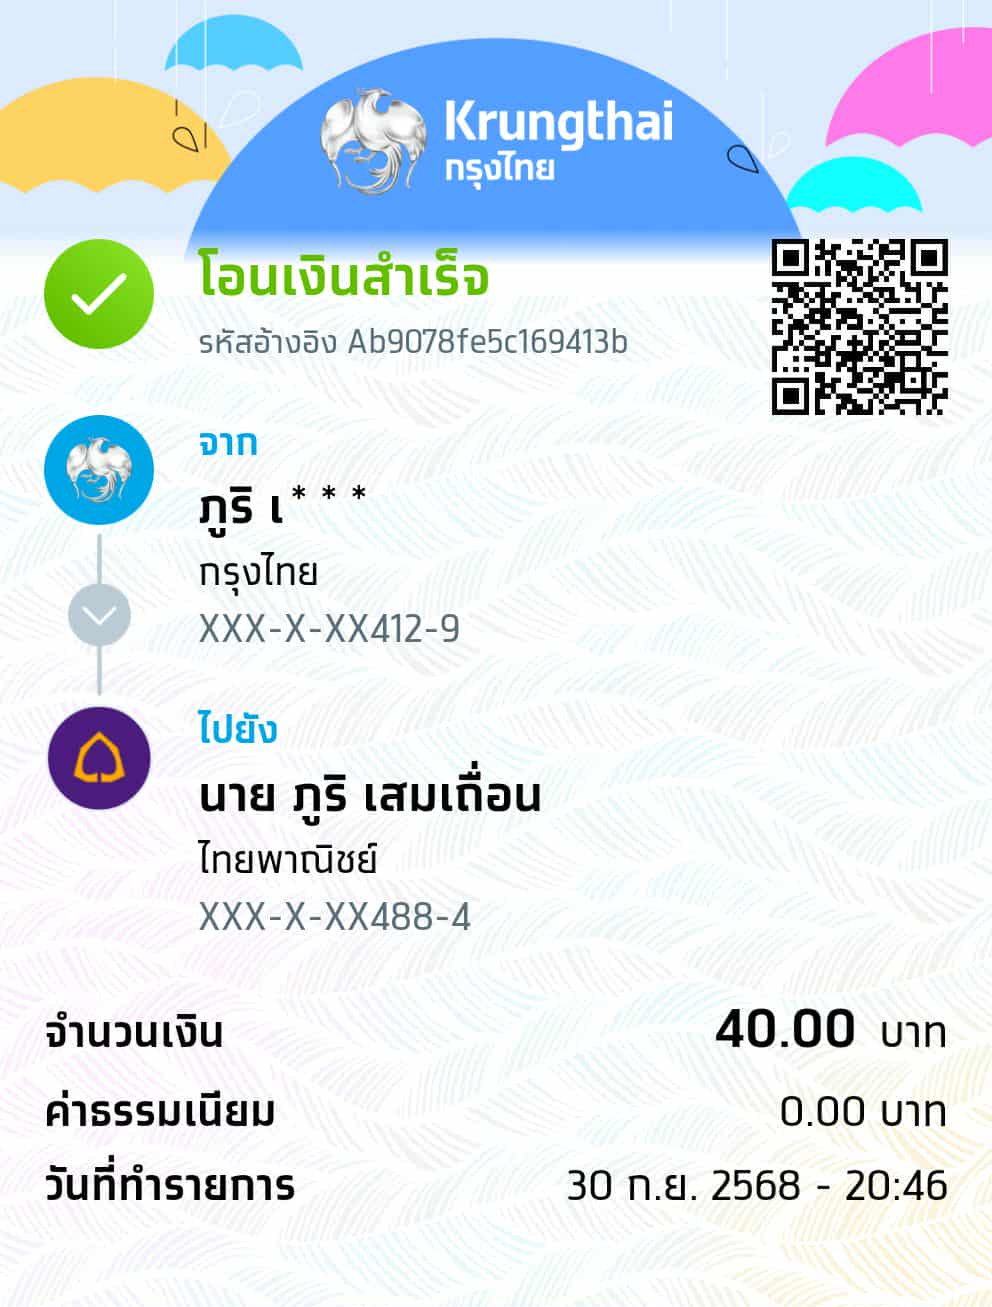 Krungthai
กรุงไทย
โอนเงินสำเร็จ
รหัสอ้างอิง Ab9078fe5c169413b
จาก
ภูริ เ* * *
กรุงไทย
XXX-X-XX412-9
ไปยัง
นาย ภูริ เสมเถื่อน
ไทยพาณิชย์
XXX-X-XX488-4
จำนวนเงิน 40.00 บาท
ค่าธรรมเนียม 0.00 บาท
วันที่ทำรายการ 30 ก.ย. 2568 - 20:46